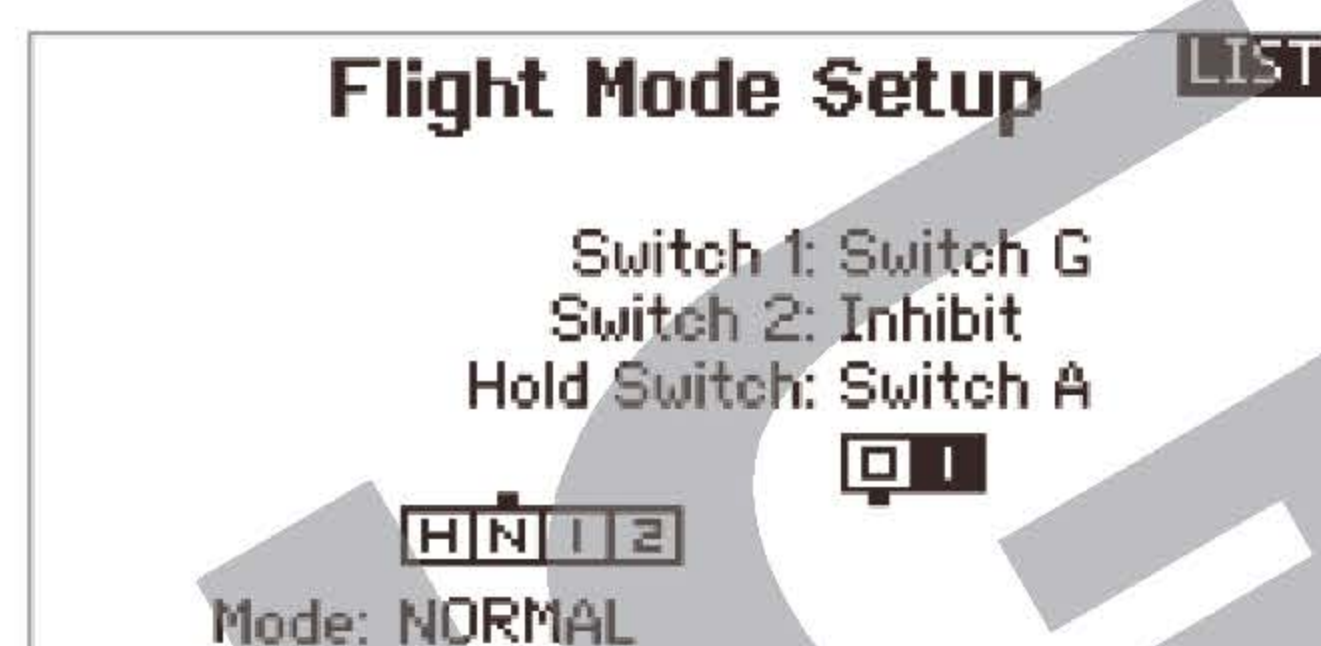 Flight Mode Setup
LIST
Switch 1: Switch G
Switch 2: Inhibit
Hold Switch: Switch A
0 1
H N 1 2
Mode: NORMAL